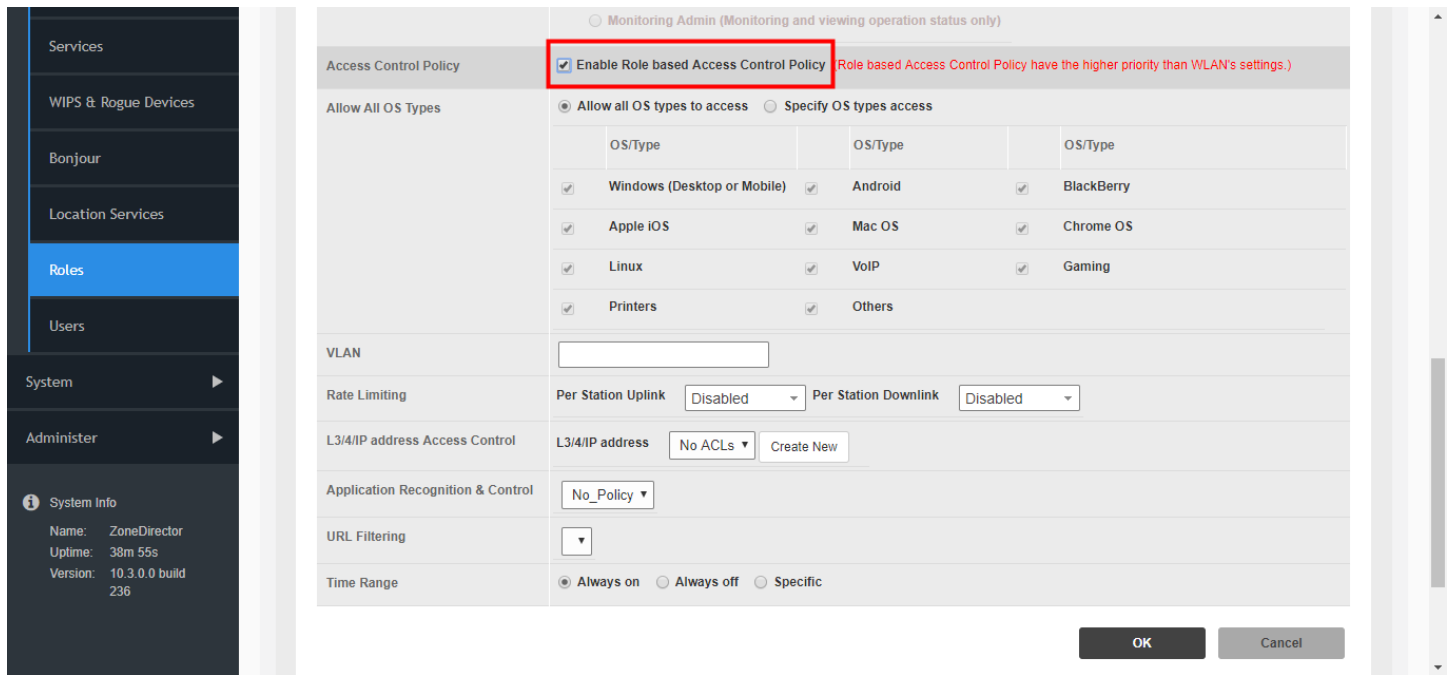 Services
WIPS & Rogue Devices
Bonjour
Location Services
Roles
Users
System
Administer
System Info
Name: ZoneDirector
Uptime: 38m 55s
Version: 10.3.0.0 build
236
Monitoring Admin (Monitoring and viewing operation status only)
Access Control Policy Enable Role based Access Control Policy (Role based Access Control Policy have the higher priority than WLAN's settings.)
Allow All OS Types Allow all OS types to access Specify OS types access
OS/Type OS/Type OS/Type
Windows (Desktop or Mobile) Android BlackBerry
Apple iOS Mac OS Chrome OS
Linux VoIP Gaming
Printers Others
VLAN
Rate Limiting Per Station Uplink Disabled Per Station Downlink Disabled
L3/4/IP address Access Control L3/4/IP address No ACLs Create New
Application Recognition & Control No_Policy
URL Filtering
Time Range Always on Always off Specific
OK Cancel